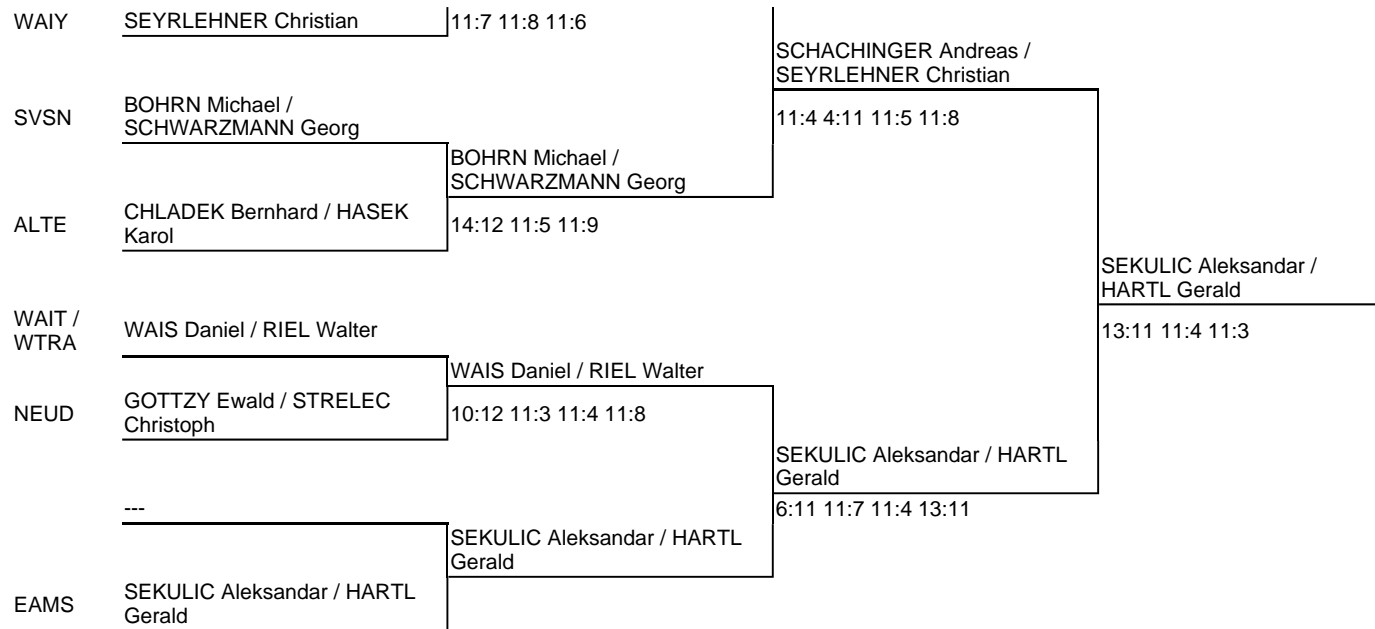 WAIY SEYRLEHNER Christian 11:7 11:8 11:6
SCHACHINGER Andreas /
SEYRLEHNER Christian
SVSN BOHRN Michael /
SCHWARZMANN Georg
11:4 4:11 11:5 11:8
BOHRN Michael /
SCHWARZMANN Georg
ALTE CHLADEK Bernhard / HASEK
Karol
14:12 11:5 11:9
SEKULIC Aleksandar /
HARTL Gerald
WAIT /
WTRA
WAIS Daniel / RIEL Walter
13:11 11:4 11:3
WAIS Daniel / RIEL Walter
NEUD GOTTZY Ewald / STRELEC
Christoph
10:12 11:3 11:4 11:8
SEKULIC Aleksandar / HARTL
Gerald
---
6:11 11:7 11:4 13:11
SEKULIC Aleksandar / HARTL
Gerald
EAMS SEKULIC Aleksandar / HARTL
Gerald